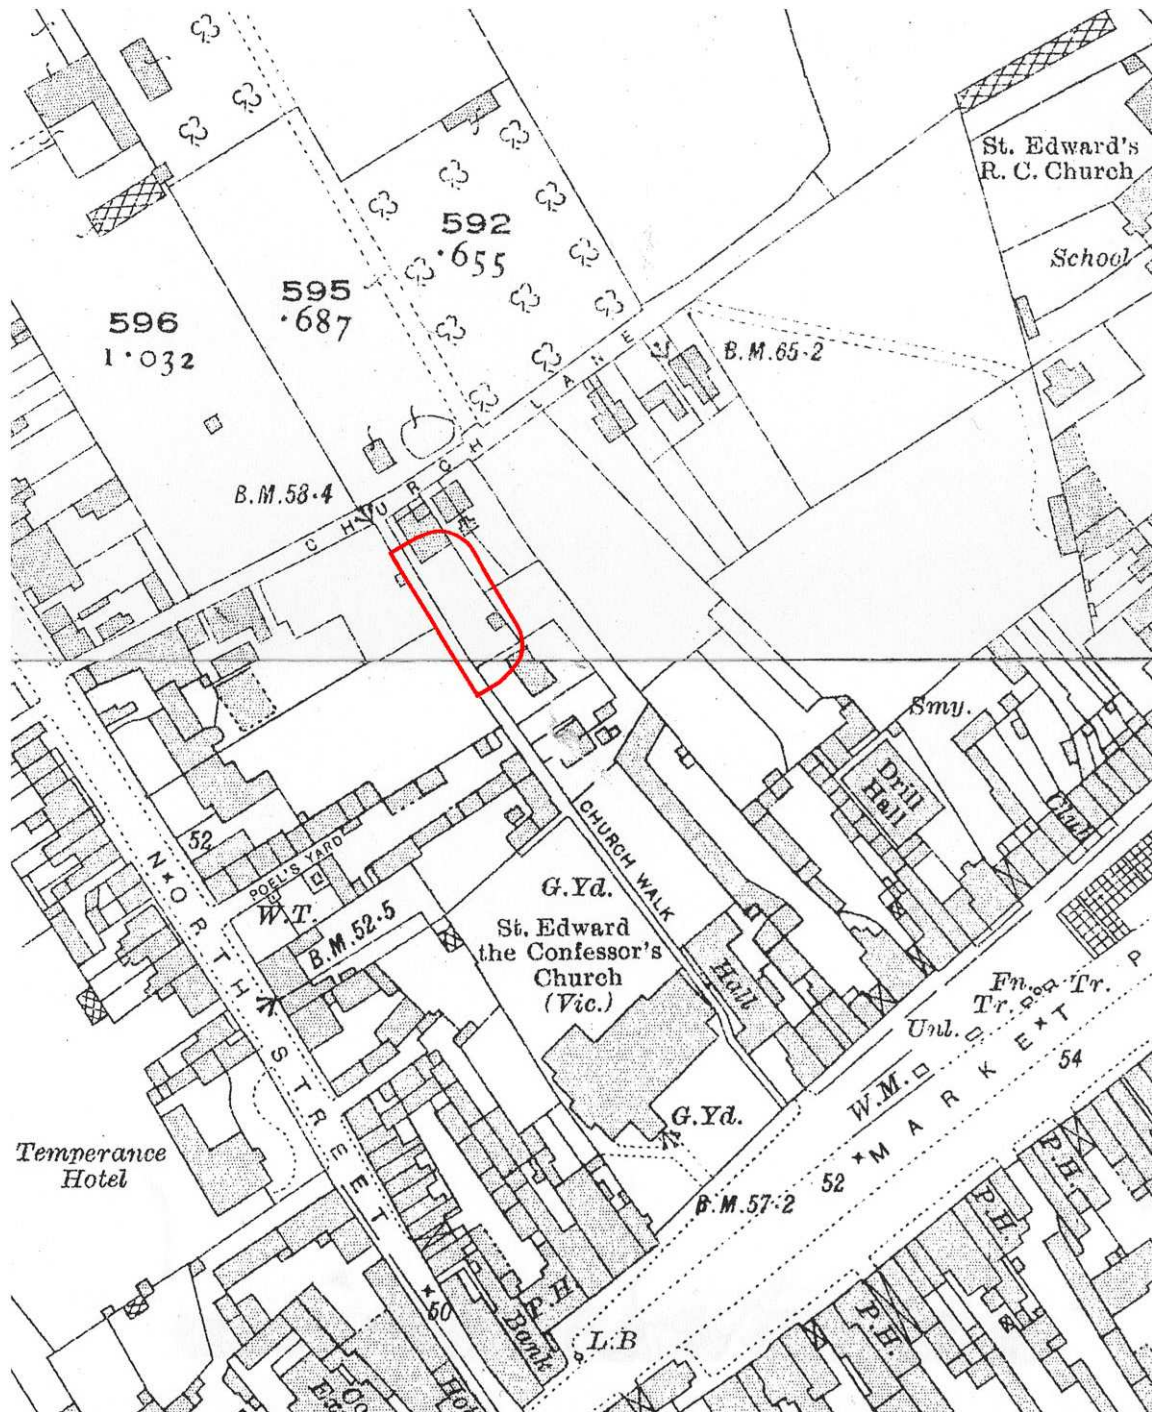 St. Edward's
R. C. Church
School
592
.655
595
.687
596
1.032
B.M.65.2
CHURCH LANE
B.M.58.4
Smy.
Drill
Hall
Club
52
NORTH STREET
POEL'S YARD
W.T.
B.M.52.5
CHURCH WALK
G.Yd.
St. Edward
the Confessor's
Church
(Vic.)
Hall
Fn. Tr.
Tr.
Unl.
W.M.
MARKET P
54
G.Yd.
Temperance
Hotel
B.M.57.2
52
P.H.
P.H.
P.H.
P.H.
50
Bank
L.B